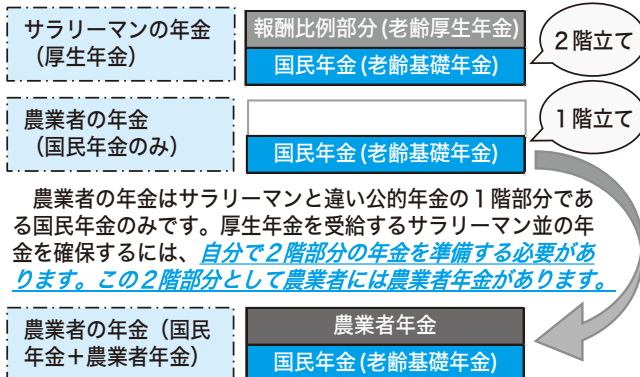 サラリーマンの年金
（厚生年金）
報酬比例部分(老齢厚生年金)
国民年金(老齢基礎年金)
２階立て
農業者の年金
（国民年金のみ）
国民年金(老齢基礎年金)
１階立て
農業者の年金はサラリーマンと違い公的年金の１階部分であ
る国民年金のみです。厚生年金を受給するサラリーマン並の年
金を確保するには、自分で２階部分の年金を準備する必要があ
ります。この２階部分として農業者には農業者年金があります。
農業者の年金（国民
年金＋農業者年金）
農業者年金
国民年金(老齢基礎年金)